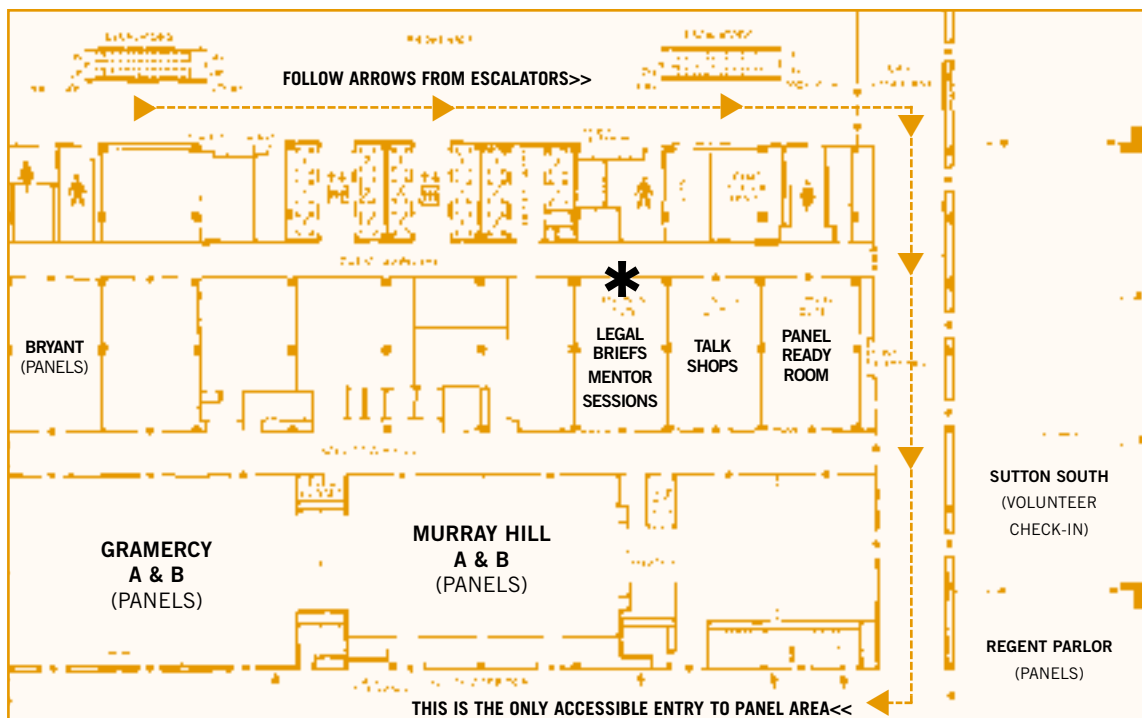 FOLLOW ARROWS FROM ESCALATORS>>
BRYANT
(PANELS)
LEGAL
BRIEFS
MENTOR
SESSIONS
TALK
SHOPS
PANEL
READY
ROOM
SUTTON SOUTH
(VOLUNTEER
CHECK-IN)
GRAMERCY
A & B
(PANELS)
MURRAY HILL
A & B
(PANELS)
REGENT PARLOR
(PANELS)
THIS IS THE ONLY ACCESSIBLE ENTRY TO PANEL AREA<<